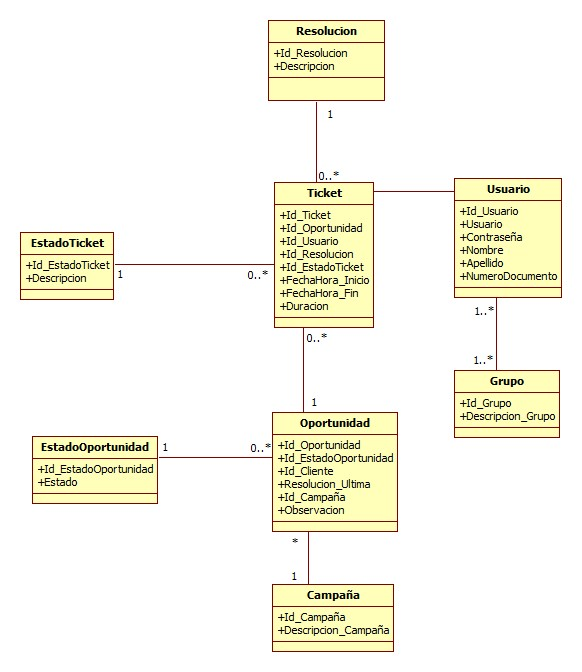 Resolucion
+Id_Resolucion
+Descripcion
1
0..*
Ticket
+Id_Ticket
+Id_Oportunidad
+Id_Usuario
+Id_Resolucion
+Id_EstadoTicket
+FechaHora_Inicio
+FechaHora_Fin
+Duracion
Usuario
+Id_Usuario
+Usuario
+Contraseña
+Nombre
+Apellido
+NumeroDocumento
EstadoTicket
+Id_EstadoTicket
+Descripcion
1
0..*
1..*
1..*
0..*
1
Grupo
+Id_Grupo
+Descripcion_Grupo
Oportunidad
+Id_Oportunidad
+Id_EstadoOportunidad
+Id_Cliente
+Resolucion_Ultima
+Id_Campaña
+Observacion
EstadoOportunidad
+Id_EstadoOportunidad
+Estado
1
0..*
*
1
Campaña
+Id_Campaña
+Descripcion_Campaña